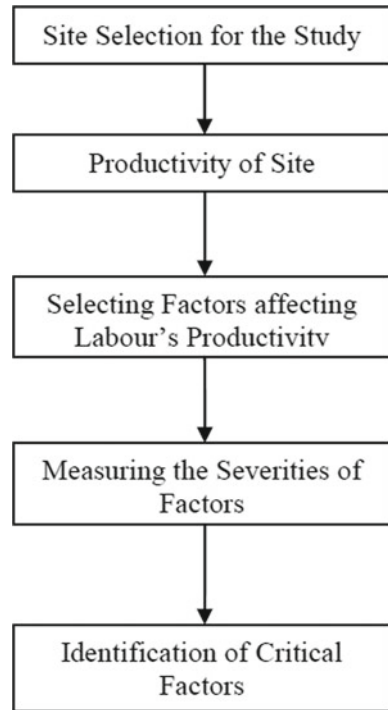 Site Selection for the Study
Productivity of Site
Selecting Factors affecting
Labour's Productivity
Measuring the Severities of
Factors
Identification of Critical
Factors